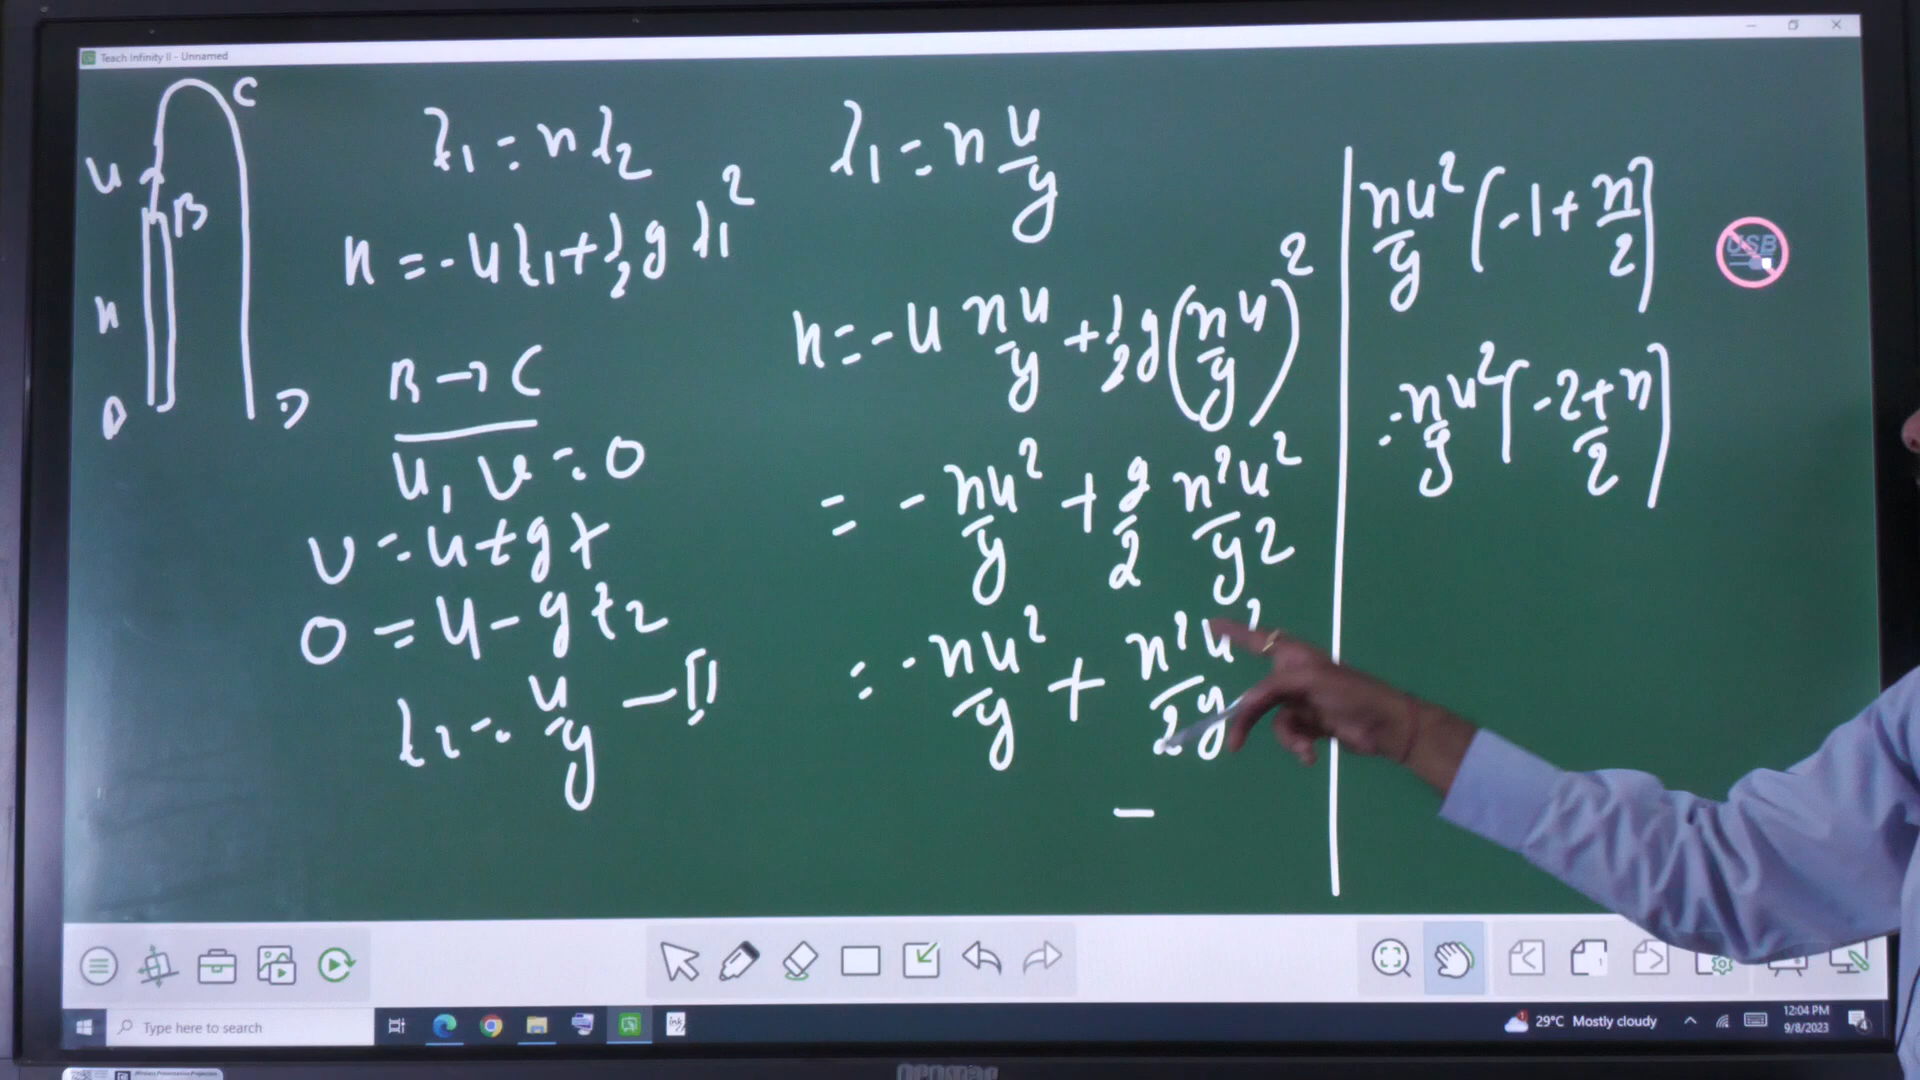 Teach Infinity II - Unnamed
C
u
B
h
D
t₁ = n t₂
h = -u t₁ + 1/2 g t₁²
B → C
u, v = 0
v = u + g t
0 = u - g t₂
t₂ = u/g
t₁ = n u/g
h = -u nu/g + 1/2 g (nu/g)²
= - nu²/g + g/2 n²u²/g²
= - nu²/g + n²u²/2g
-
nu²/g [-1 + n/2]
= nu²/g [-2 + n/2]
USB
Type here to search
29°C Mostly cloudy
12:04 PM
9/8/2023